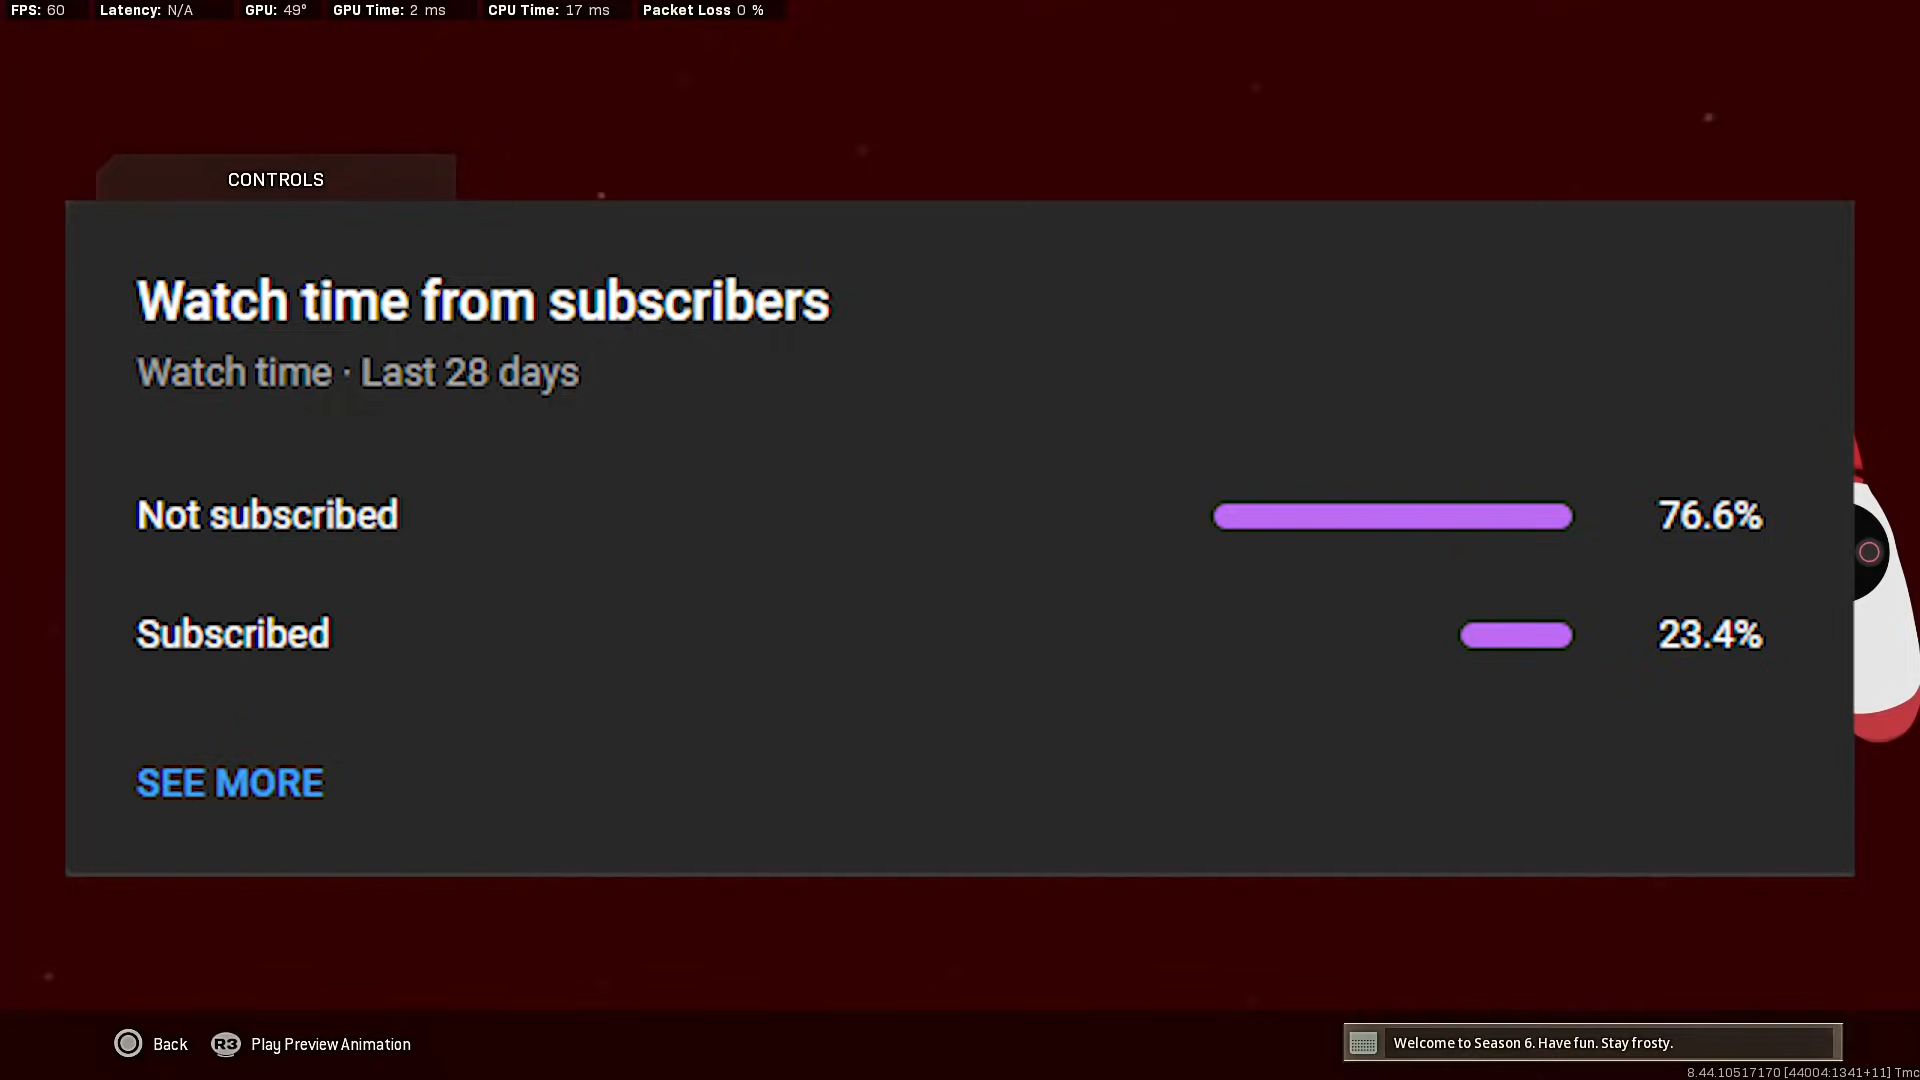 FPS: 60 Latency: N/A GPU: 49° GPU Time: 2 ms CPU Time: 17 ms Packet Loss 0 %
CONTROLS
Watch time from subscribers
Watch time · Last 28 days
Not subscribed 76.6%
Subscribed 23.4%
SEE MORE
Back R3 Play Preview Animation
Welcome to Season 6. Have fun. Stay frosty.
8.44.10517170 [44004:1341+11] Tmc